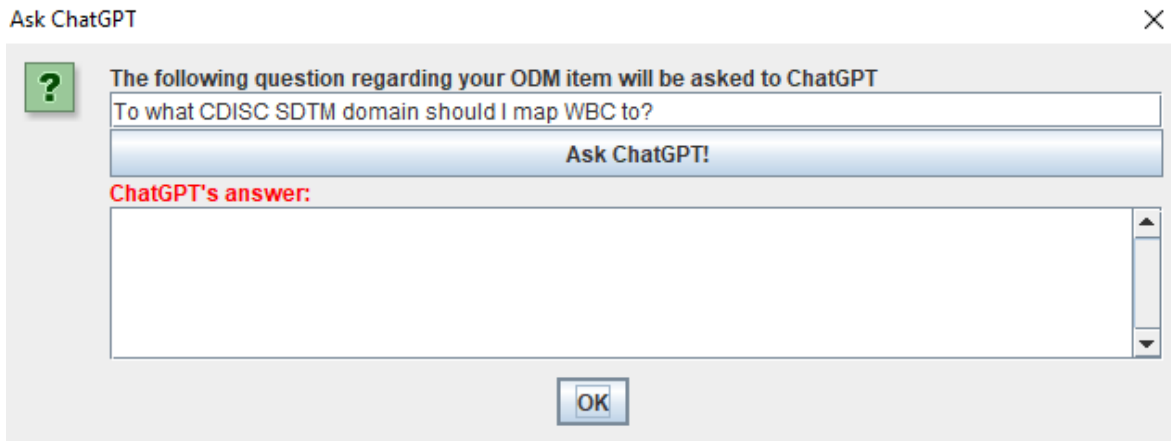 Ask ChatGPT
The following question regarding your ODM item will be asked to ChatGPT
To what CDISC SDTM domain should I map WBC to?
Ask ChatGPT!
ChatGPT's answer:
OK